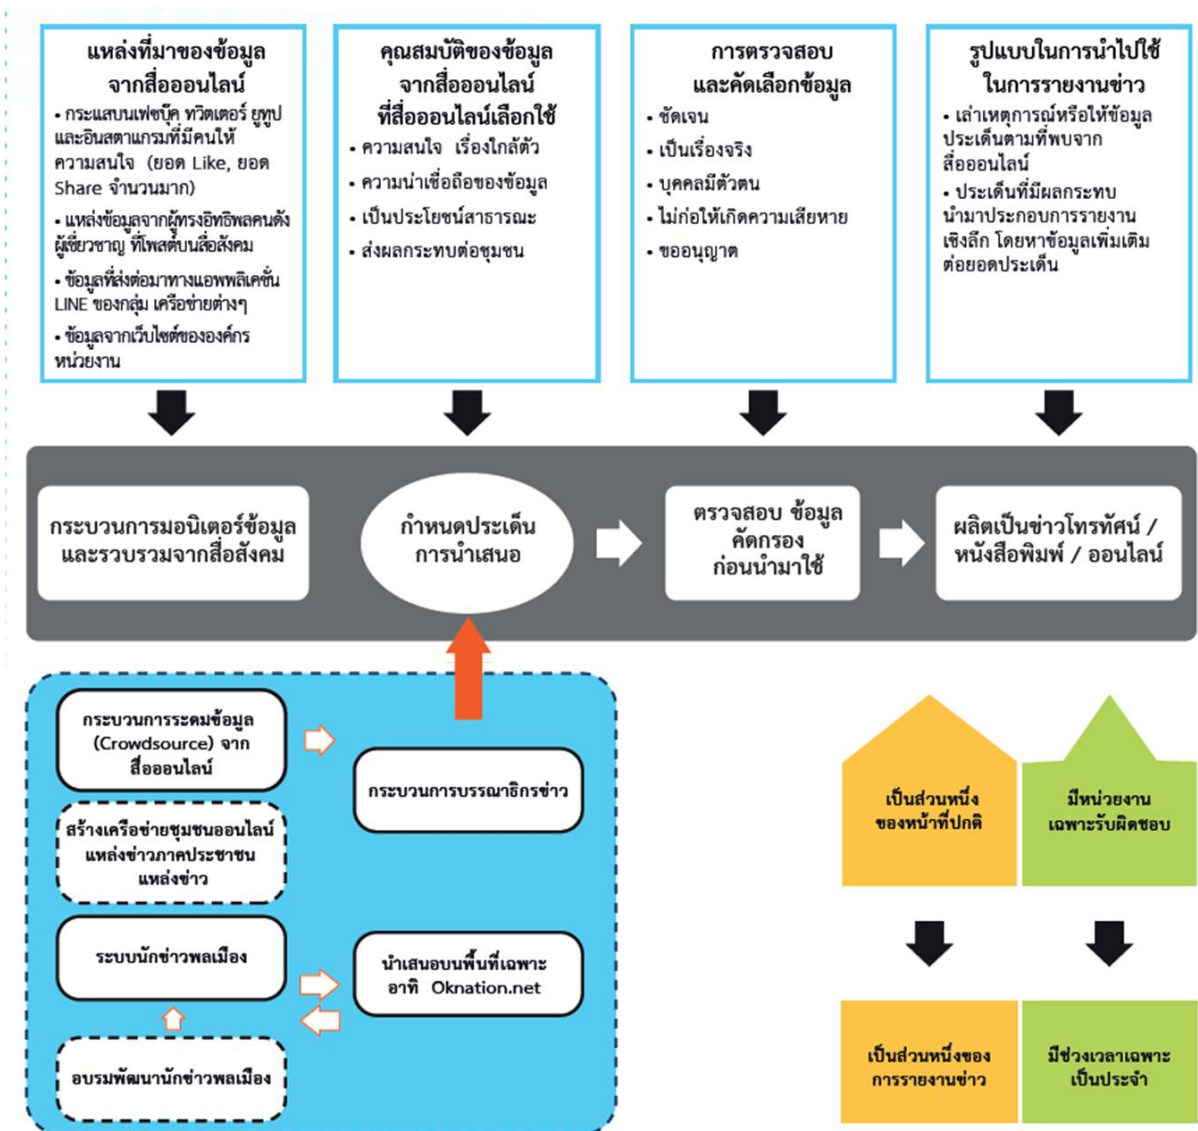 แหล่งที่มาของข้อมูล
จากสื่อออนไลน์
• กระแสบนเฟซบุ๊ค ทวิตเตอร์ ยูทูป
และอินสตาแกรมที่มีคนให้
ความสนใจ (ยอด Like, ยอด
Share จำนวนมาก)
• แหล่งข้อมูลจากผู้ทรงอิทธิพลคนดัง
ผู้เชี่ยวชาญ ที่โพสต์บนสื่อสังคม
• ข้อมูลที่ส่งต่อมาทางแอพพลิเคชั่น
LINE ของกลุ่ม เครือข่ายต่างๆ
• ข้อมูลจากเว็บไซต์ขององค์กร
หน่วยงาน
คุณสมบัติของข้อมูล
จากสื่อออนไลน์
ที่สื่อออนไลน์เลือกใช้
• ความสนใจ เรื่องใกล้ตัว
• ความน่าเชื่อถือของข้อมูล
• เป็นประโยชน์สาธารณะ
• ส่งผลกระทบต่อชุมชน
การตรวจสอบ
และคัดเลือกข้อมูล
• ชัดเจน
• เป็นเรื่องจริง
• บุคคลมีตัวตน
• ไม่ก่อให้เกิดความเสียหาย
• ขออนุญาต
รูปแบบในการนำไปใช้
ในการรายงานข่าว
• เล่าเหตุการณ์หรือให้ข้อมูล
ประเด็นตามที่พบจาก
สื่อออนไลน์
• ประเด็นที่มีผลกระทบ
นำมาประกอบการรายงาน
เชิงลึก โดยหาข้อมูลเพิ่มเติม
ต่อยอดประเด็น
กระบวนการมอนิเตอร์ข้อมูล
และรวบรวมจากสื่อสังคม
กำหนดประเด็น
การนำเสนอ
ตรวจสอบ ข้อมูล
คัดกรอง
ก่อนนำมาใช้
ผลิตเป็นข่าวโทรทัศน์ /
หนังสือพิมพ์ / ออนไลน์
กระบวนการระดมข้อมูล
(Crowdsource) จาก
สื่อออนไลน์
กระบวนการบรรณาธิกรข่าว
สร้างเครือข่ายชุมชนออนไลน์
แหล่งข่าวภาคประชาชน
แหล่งข่าว
ระบบนักข่าวพลเมือง
นำเสนอบนพื้นที่เฉพาะ
อาทิ Oknation.net
อบรมพัฒนานักข่าวพลเมือง
เป็นส่วนหนึ่ง
ของหน้าที่ปกติ
มีหน่วยงาน
เฉพาะรับผิดชอบ
เป็นส่วนหนึ่งของ
การรายงานข่าว
มีช่วงเวลาเฉพาะ
เป็นประจำ